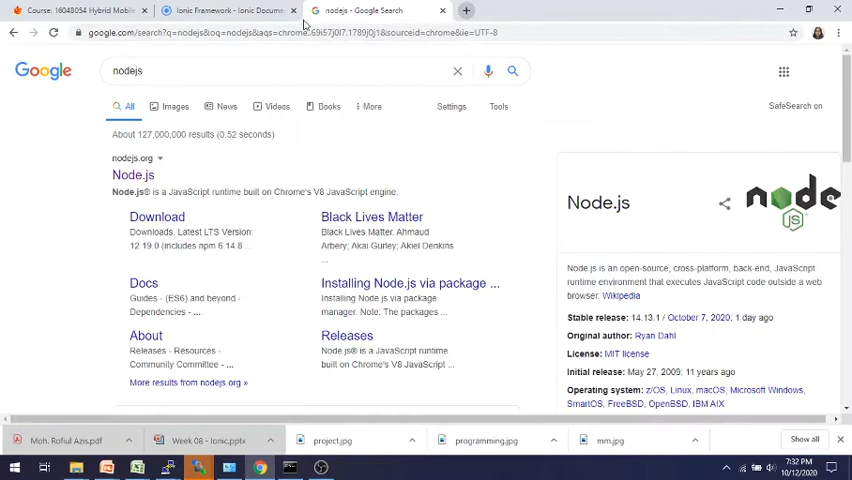 Course: 16048054 Hybrid Mobile
Ionic Framework - Ionic Docume
nodejs - Google Search
google.com/search?q=nodejs&oq=nodejs&aqs=chrome..69i57j0l7.1789j0j1&sourceid=chrome&ie=UTF-8
Google
nodejs
All
Images
News
Videos
Books
More
Settings
Tools
SafeSearch on
About 127,000,000 results (0.52 seconds)
nodejs.org
Node.js
Node.js® is a JavaScript runtime built on Chrome's V8 JavaScript engine.
Download
Downloads. Latest LTS Version:
12.19.0 (includes npm 6.14.8 ...
Black Lives Matter
Black Lives Matter. Ahmaud
Arbery; Akai Gurley; Akiel Denkins
...
Docs
Guides - (ES6) and beyond -
Dependencies - ...
Installing Node.js via package ...
Installing Node.js via package
manager. Note: The packages ...
About
Releases - Resources -
Community Committee - ...
Releases
Node.js® is a JavaScript runtime
built on Chrome's V8 JavaScript ...
More results from nodejs.org »
Node.js
node
JS
Node.js is an open-source, cross-platform, back-end, JavaScript
runtime environment that executes JavaScript code outside a web
browser. Wikipedia
Stable release: 14.13.1 / October 7, 2020; 1 day ago
Original author: Ryan Dahl
License: MIT license
Initial release: May 27, 2009; 11 years ago
Operating system: z/OS, Linux, macOS, Microsoft Windows,
SmartOS, FreeBSD, OpenBSD, IBM AIX
Moh. Rofiul Azis.pdf
Week 08 - Ionic.pptx
project.jpg
programming.jpg
mm.jpg
Show all
7:32 PM
10/12/2020